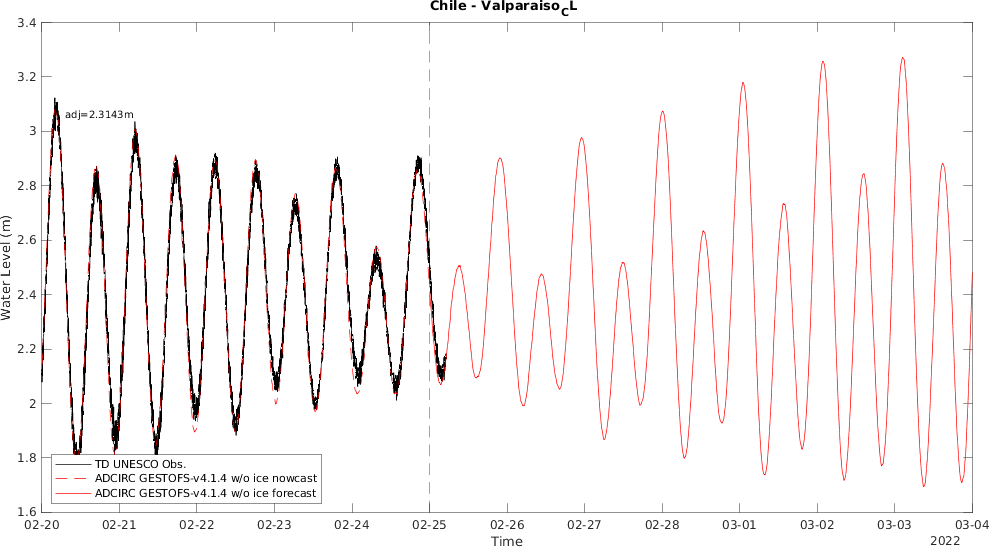 Chile - Valparaiso_CL
3.4
3.2
3
2.8
2.6
2.4
2.2
2
1.8
1.6
Water Level (m)
adj=2.3143m
TD UNESCO Obs.
ADCIRC GESTOFS-v4.1.4 w/o ice nowcast
ADCIRC GESTOFS-v4.1.4 w/o ice forecast
02-20 02-21 02-22 02-23 02-24 02-25 02-26 02-27 02-28 03-01 03-02 03-03 03-04
Time
2022